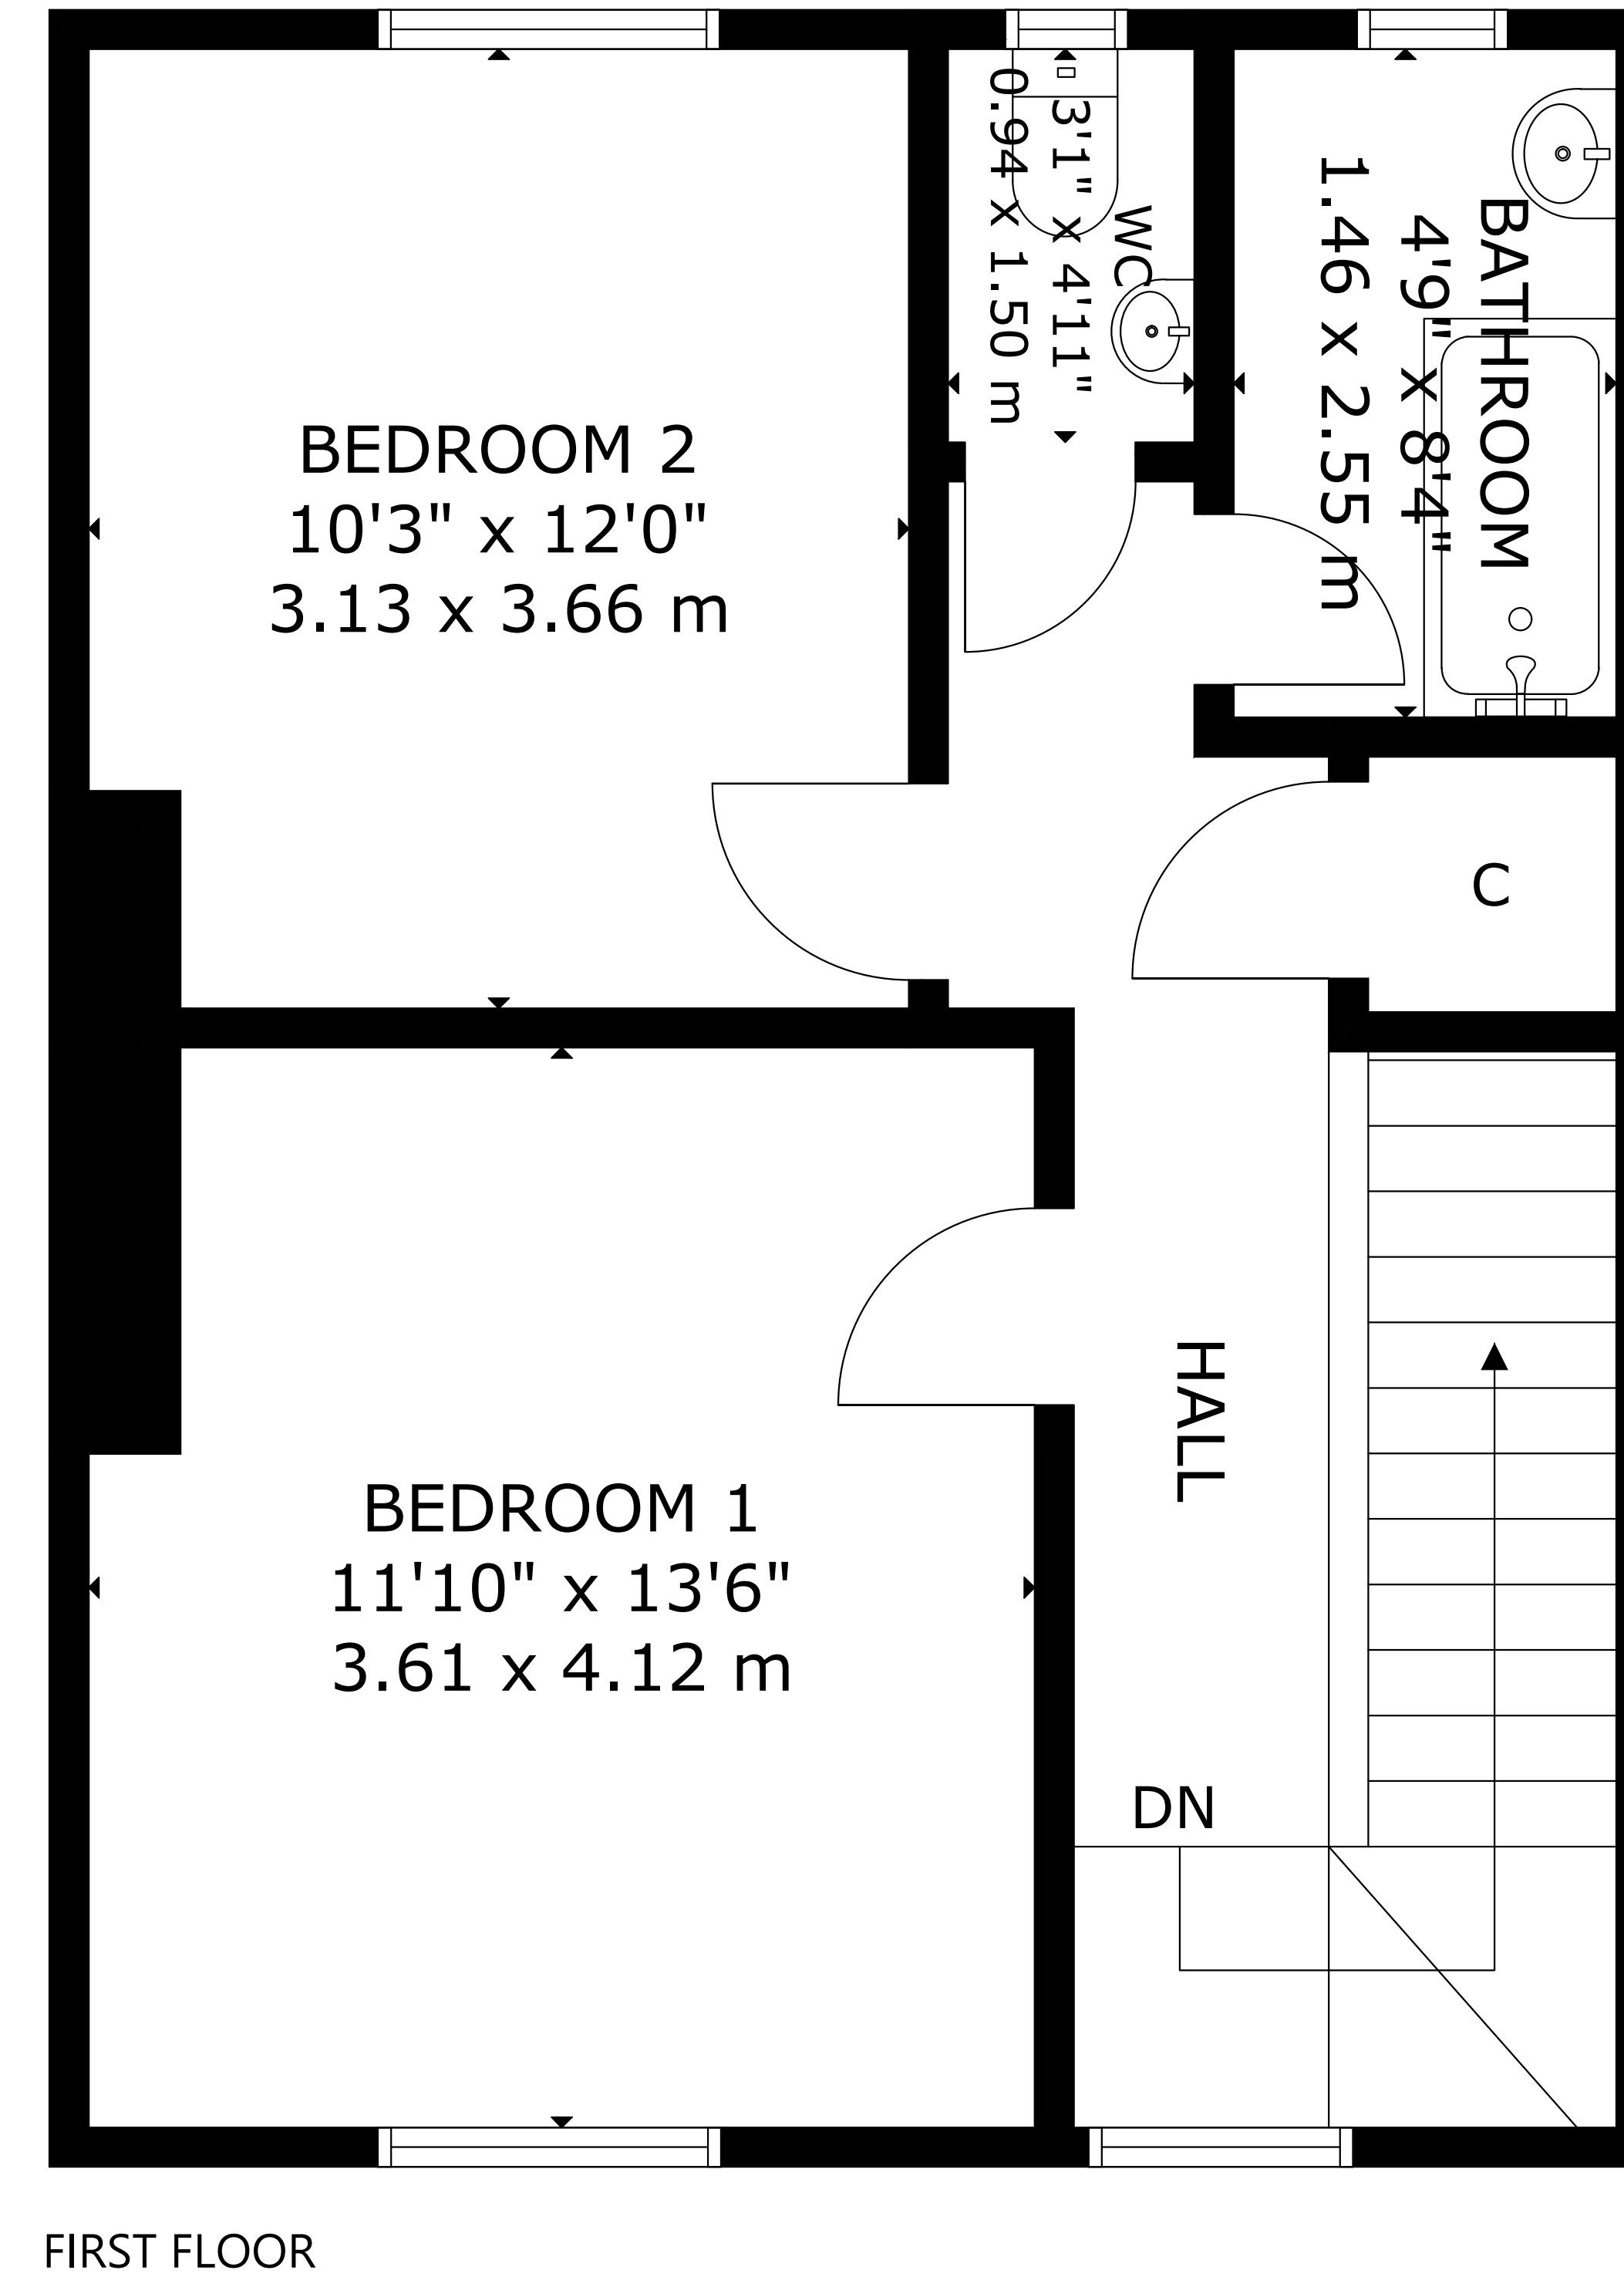 WC
3'1" x 4'11"
0.94 x 1.50 m
BATHROOM
4'9" x 8'4"
1.46 x 2.55 m
BEDROOM 2
10'3" x 12'0"
3.13 x 3.66 m
C
HALL
BEDROOM 1
11'10" x 13'6"
3.61 x 4.12 m
DN
FIRST FLOOR